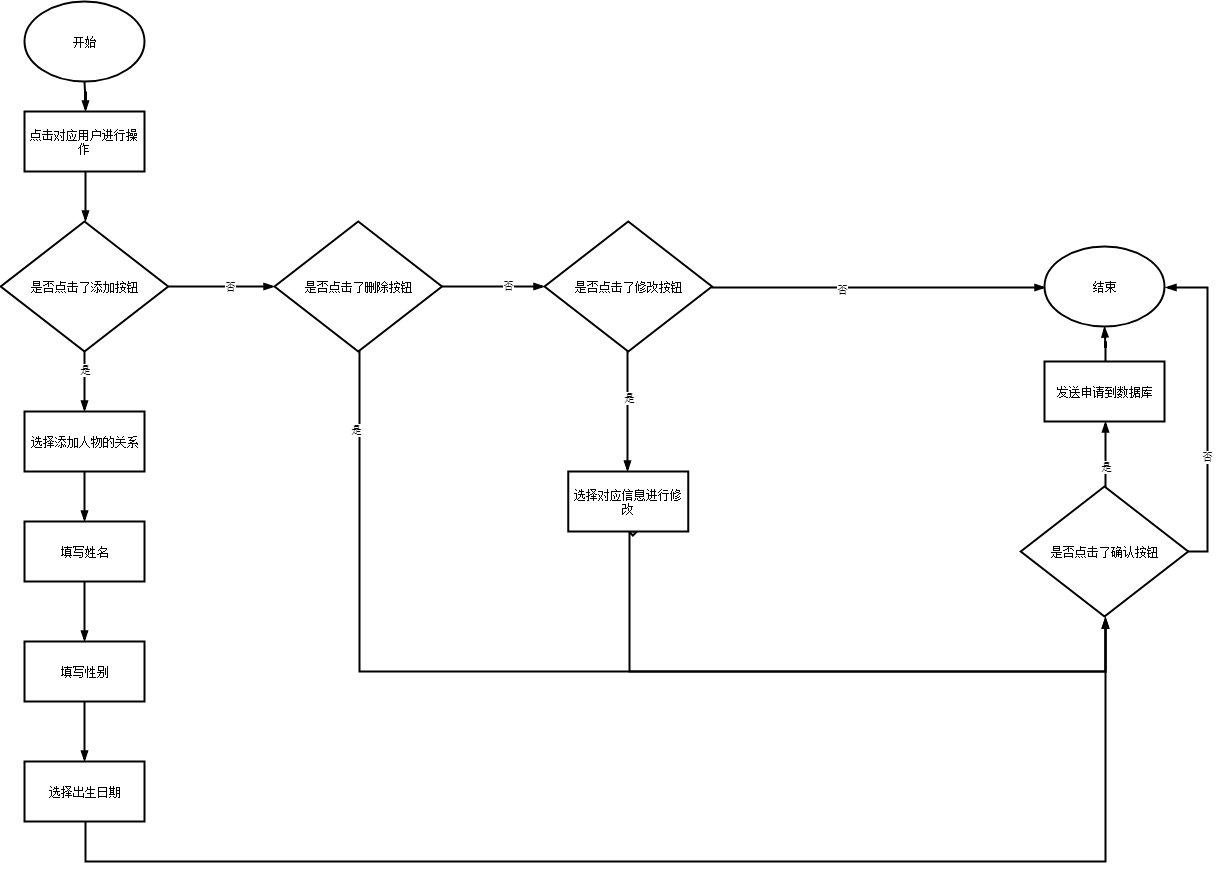 开始
点击对应用户进行操
作
是否点击了添加按钮
否
是否点击了删除按钮
否
是否点击了修改按钮
否
结束
是
选择添加人物的关系
是
是
选择对应信息进行修
改
发送申请到数据库
是
否
是否点击了确认按钮
填写姓名
填写性别
选择出生日期